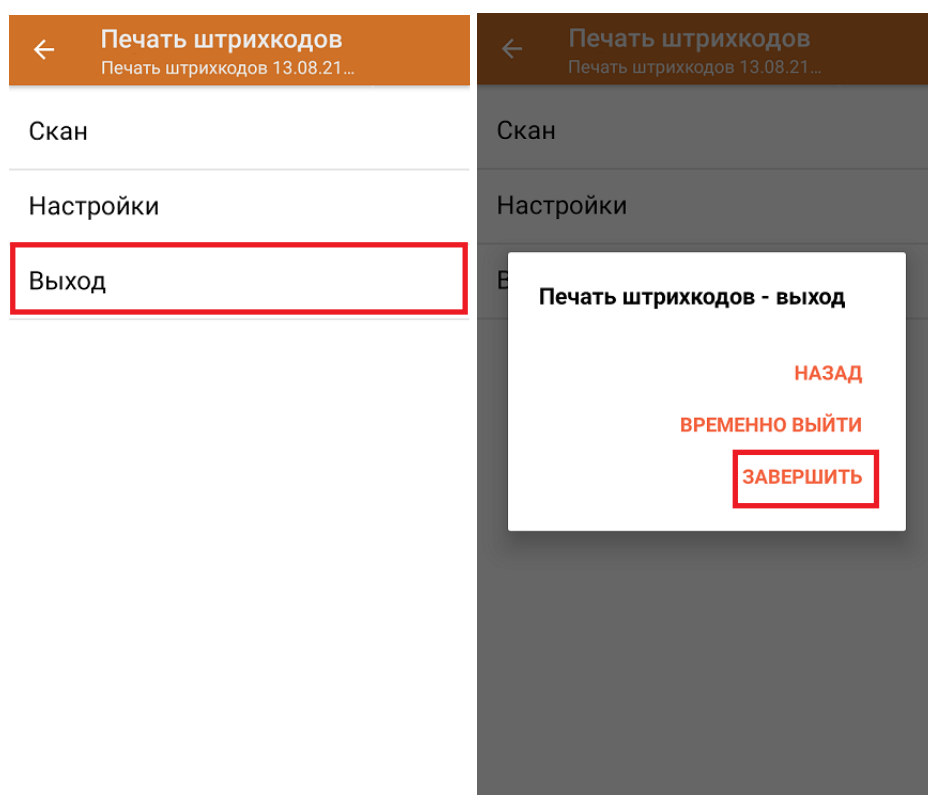 Печать штрихкодов
Печать штрихкодов 13.08.21...
Скан
Настройки
Выход
Печать штрихкодов
Печать штрихкодов 13.08.21...
Скан
Настройки
В
Печать штрихкодов - выход
НАЗАД
ВРЕМЕННО ВЫЙТИ
ЗАВЕРШИТЬ